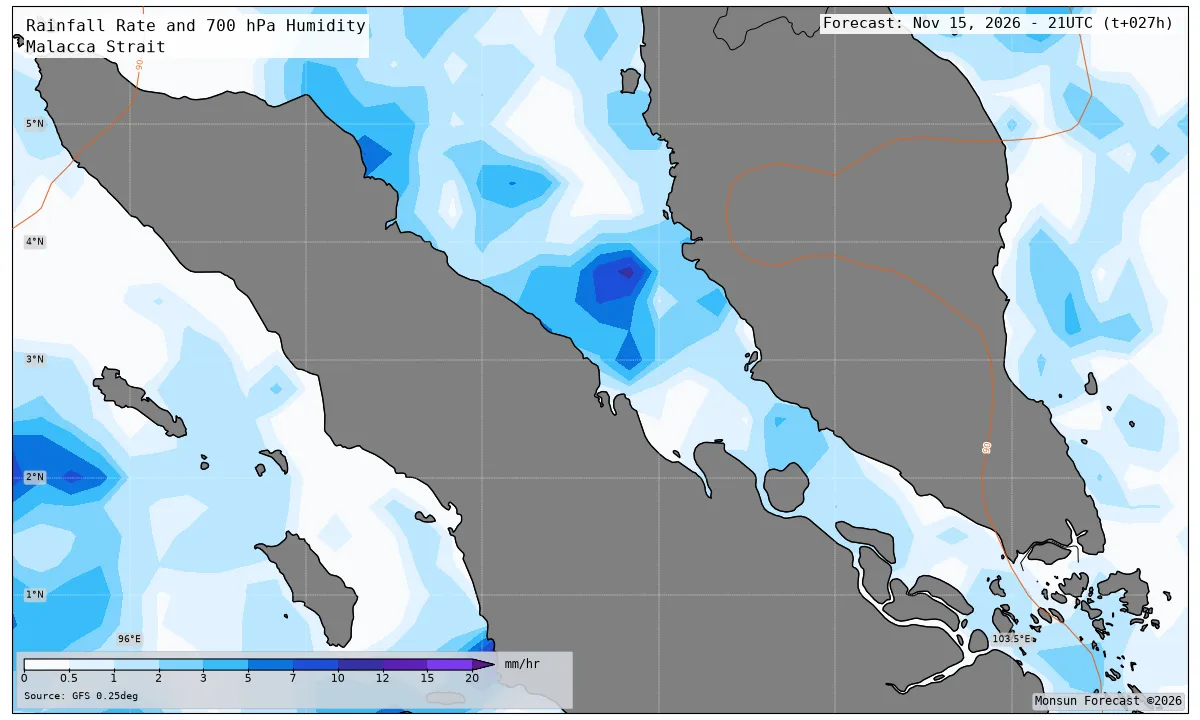 Rainfall Rate and 700 hPa Humidity
Malacca Strait
Forecast: Nov 15, 2026 - 21UTC (t+027h)
90
5°N
4°N
3°N
90
2°N
1°N
96°E
103.5°E
mm/hr
0 0.5 1 2 3 5 7 10 12 15 20
Source: GFS 0.25deg
Monsun Forecast ©2026